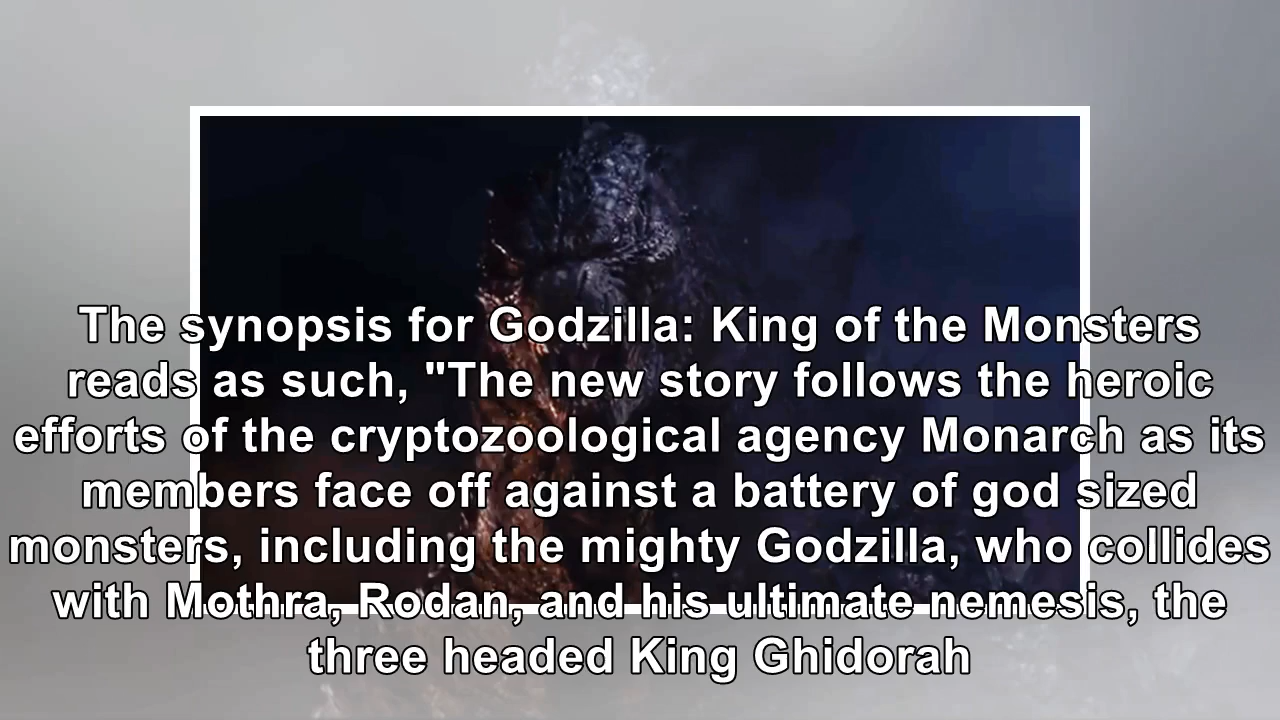 The synopsis for Godzilla: King of the Monsters
reads as such, "The new story follows the heroic
efforts of the cryptozoological agency Monarch as its
members face off against a battery of god sized
monsters, including the mighty Godzilla, who collides
with Mothra, Rodan, and his ultimate nemesis, the
three headed King Ghidorah